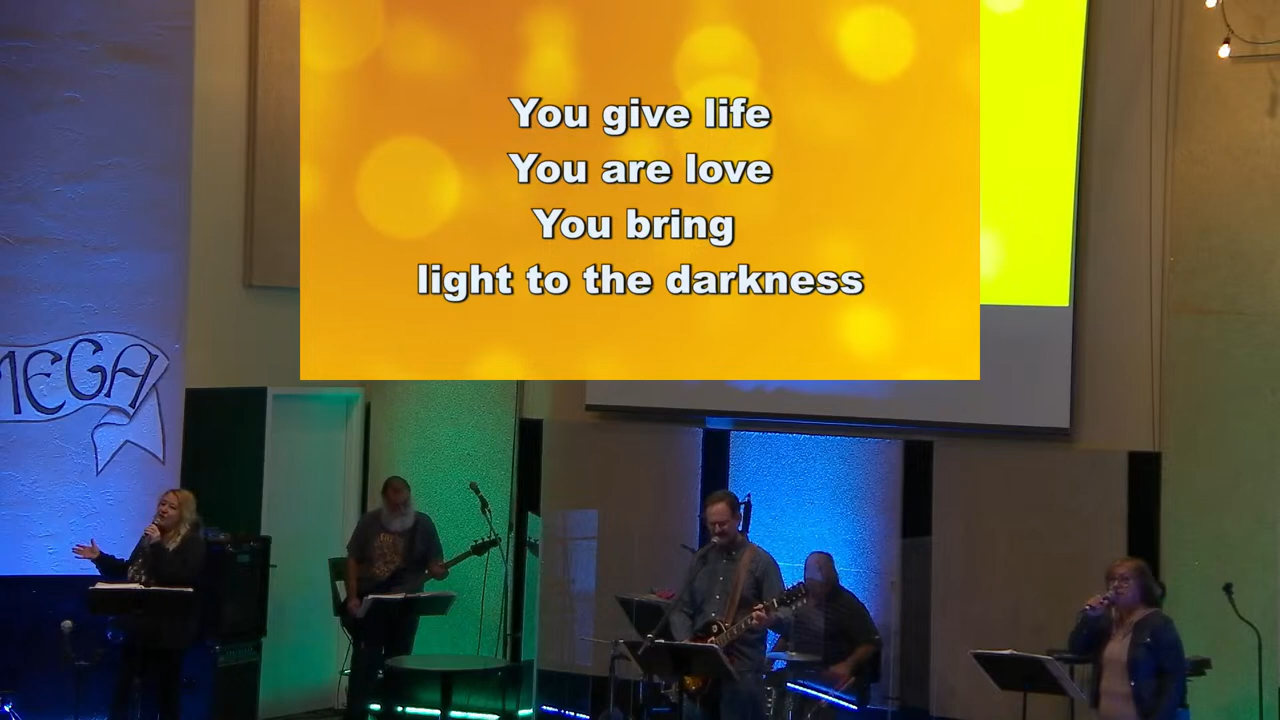 You give life
You are love
You bring
light to the darkness
MEGA